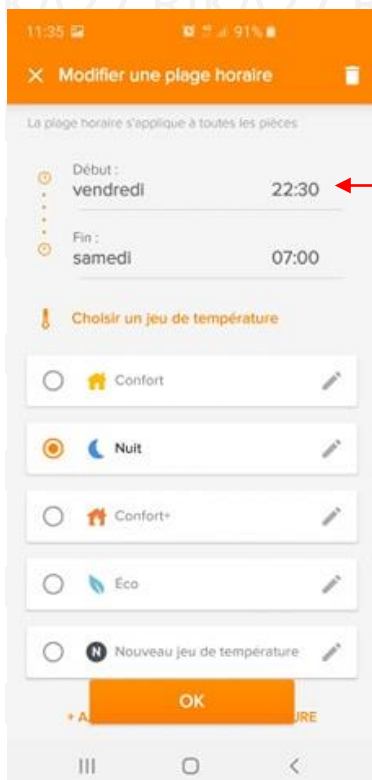 11:35 91%
Modifier une plage horaire
La plage horaire s'applique à toutes les pièces
Début :
vendredi 22:30
Fin :
samedi 07:00
Choisir un jeu de température
Confort
Nuit
Confort+
Éco
N Nouveau jeu de température
OK